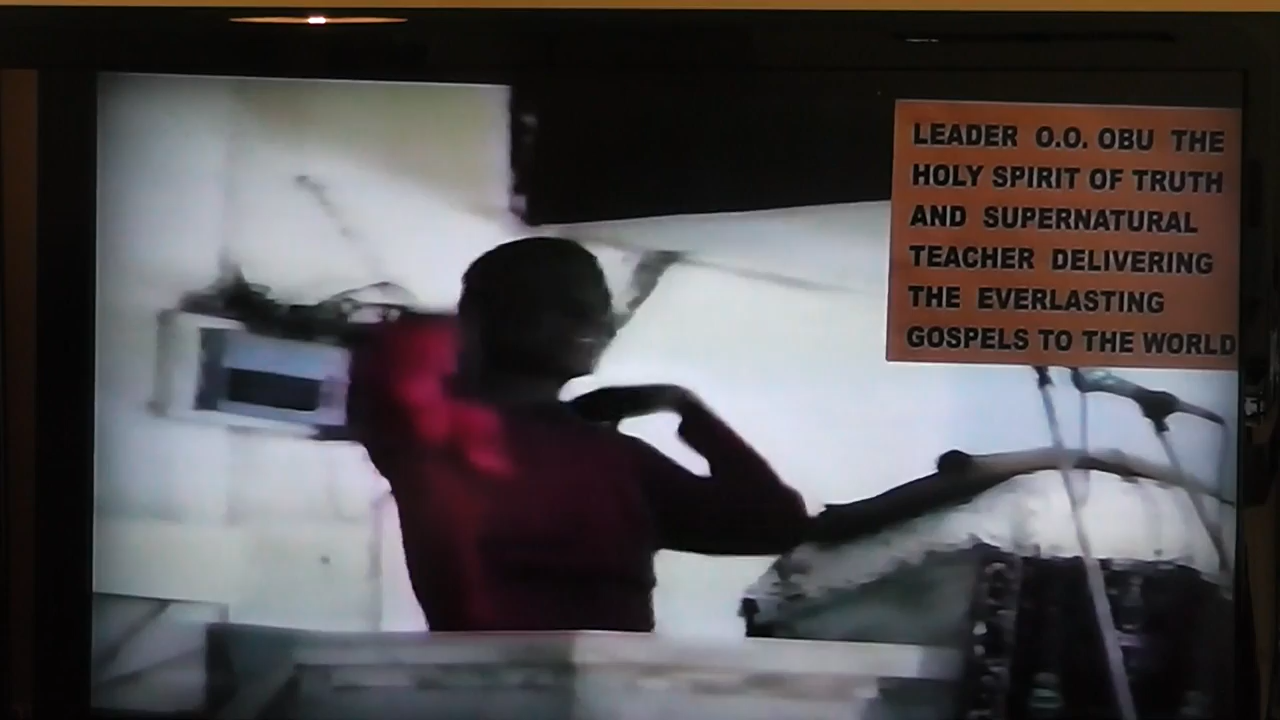 LEADER O.O. OBU THE
HOLY SPIRIT OF TRUTH
AND SUPERNATURAL
TEACHER DELIVERING
THE EVERLASTING
GOSPELS TO THE WORLD